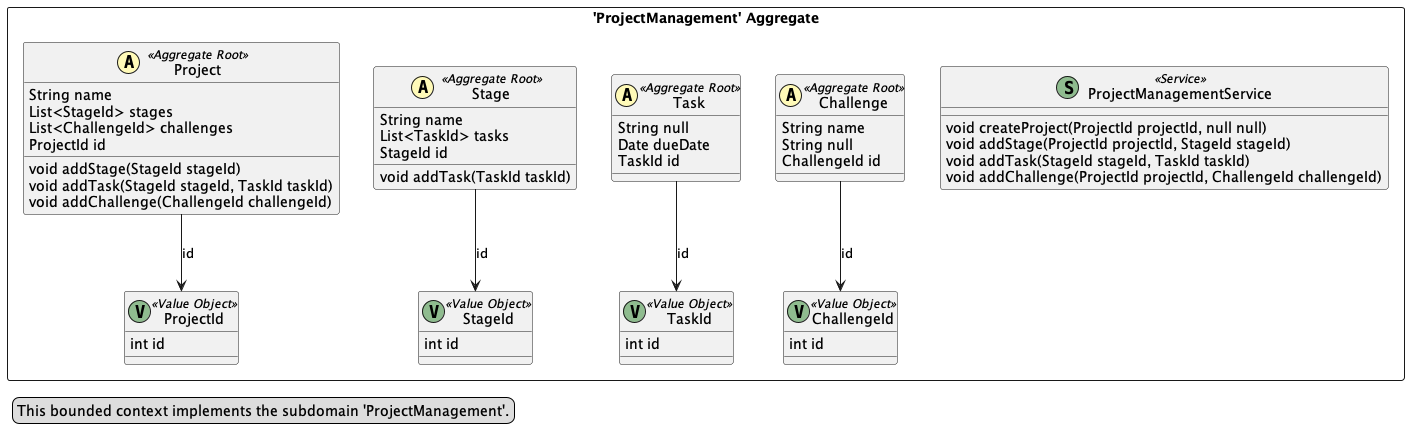 'ProjectManagement' Aggregate
A
«Aggregate Root»
Project
String name
List<StageId> stages
List<ChallengeId> challenges
ProjectId id
void addStage(StageId stageId)
void addTask(StageId stageId, TaskId taskId)
void addChallenge(ChallengeId challengeId)
A
«Aggregate Root»
Stage
String name
List<TaskId> tasks
StageId id
void addTask(TaskId taskId)
A
«Aggregate Root»
Task
String null
Date dueDate
TaskId id
A
«Aggregate Root»
Challenge
String name
String null
ChallengeId id
S
«Service»
ProjectManagementService
void createProject(ProjectId projectId, null null)
void addStage(ProjectId projectId, StageId stageId)
void addTask(StageId stageId, TaskId taskId)
void addChallenge(ProjectId projectId, ChallengeId challengeId)
id
id
id
id
V
«Value Object»
ProjectId
int id
V
«Value Object»
StageId
int id
V
«Value Object»
TaskId
int id
V
«Value Object»
ChallengeId
int id
This bounded context implements the subdomain 'ProjectManagement'.